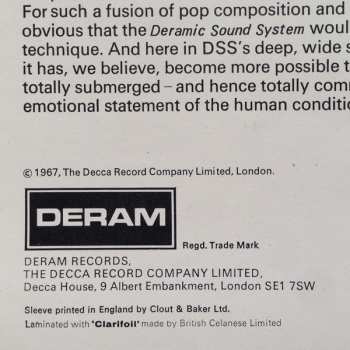 For such a fusion of pop composition and
obvious that the Deramic Sound System woul
technique. And here in DSS's deep, wide s
it has, we believe, become more possible t
totally submerged – and hence totally com
emotional statement of the human conditi
© 1967, The Decca Record Company Limited, London.
DERAM
Regd. Trade Mark
DERAM RECORDS,
THE DECCA RECORD COMPANY LIMITED,
Decca House, 9 Albert Embankment, London SE1 7SW
Sleeve printed in England by Clout & Baker Ltd.
Laminated with 'Clarifoil' made by British Celanese Limited